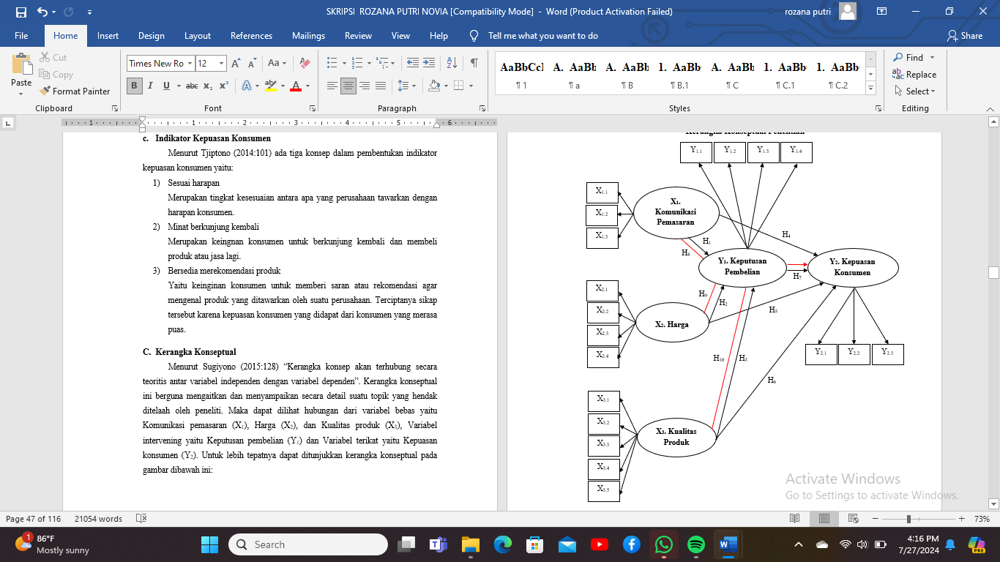 SKRIPSI ROZANA PUTRI NOVIA [Compatibility Mode] - Word (Product Activation Failed)
rozana putri
File Home Insert Design Layout References Mailings Review View Help Tell me what you want to do Share
Paste
Cut
Copy
Format Painter
Clipboard
Times New Ro 12
Font
Paragraph
AaBbCcl A. AaBb A. AaBb 1. AaBb A. AaBb 1. AaBb 1. AaBb
¶ 1 ¶ a ¶ B ¶ B.1 ¶ C ¶ C.1 ¶ C.2
Styles
Find
Replace
Select
Editing
c. Indikator Kepuasan Konsumen
Menurut Tjiptono (2014:101) ada tiga konsep dalam pembentukan indikator
kepuasan konsumen yaitu:
1) Sesuai harapan
Merupakan tingkat kesesuaian antara apa yang perusahaan tawarkan dengan
harapan konsumen.
2) Minat berkunjung kembali
Merupakan keingnan konsumen untuk berkunjung kembali dan membeli
produk atau jasa lagi.
3) Bersedia merekomendasi produk
Yaitu keinginan konsumen untuk memberi saran atau rekomendasi agar
mengenal produk yang ditawarkan oleh suatu perusahaan. Terciptanya sikap
tersebut karena kepuasan konsumen yang didapat dari konsumen yang merasa
puas.
C. Kerangka Konseptual
Menurut Sugiyono (2015:128) “Kerangka konsep akan terhubung secara
teoritis antar variabel independen dengan variabel dependen”. Kerangka konseptual
ini berguna mengaitkan dan menyampaikan secara detail suatu topik yang hendak
ditelaah oleh peneliti. Maka dapat dilihat hubungan dari variabel bebas yaitu
Komunikasi pemasaran (X1), Harga (X2), dan Kualitas produk (X3), Variabel
intervening yaitu Keputusan pembelian (Y1) dan Variabel terikat yaitu Kepuasan
konsumen (Y2). Untuk lebih tepatnya dapat ditunjukkan kerangka konseptual pada
gambar dibawah ini:
Kerangka Konseptual Penelitian
Y1.1 Y1.2 Y1.3 Y1.4
X1.1
X1.2
X1.3
X1.
Komunikasi
Pemasaran
H4
H1
H8
Y1. Keputusan
Pembelian
H7
Y2. Kepuasan
Konsumen
X2.1
X2.2
X2.3
X2.4
H9
H2
X2. Harga
H5
Y2.1 Y2.2 Y2.3
H10
H3
H6
X3.1
X3.2
X3.3
X3.4
X3.5
X3. Kualitas
Produk
Activate Windows
Go to Settings to activate Windows.
Page 47 of 116 21054 words
73%
1
86°F
Mostly sunny
Search
4:16 PM
7/27/2024
PRE